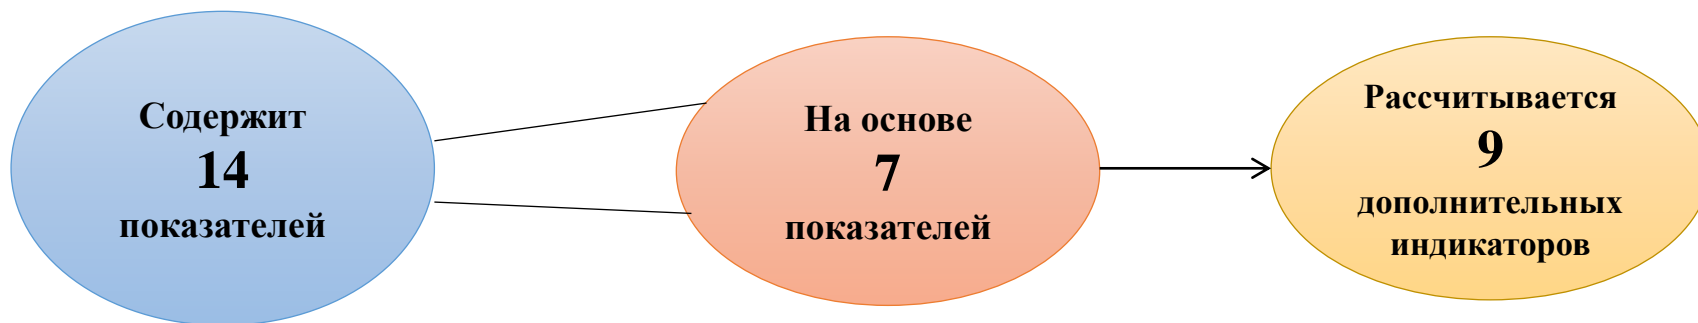 Содержит
14
показателей
На основе
7
показателей
Рассчитывается
9
дополнительных
индикаторов